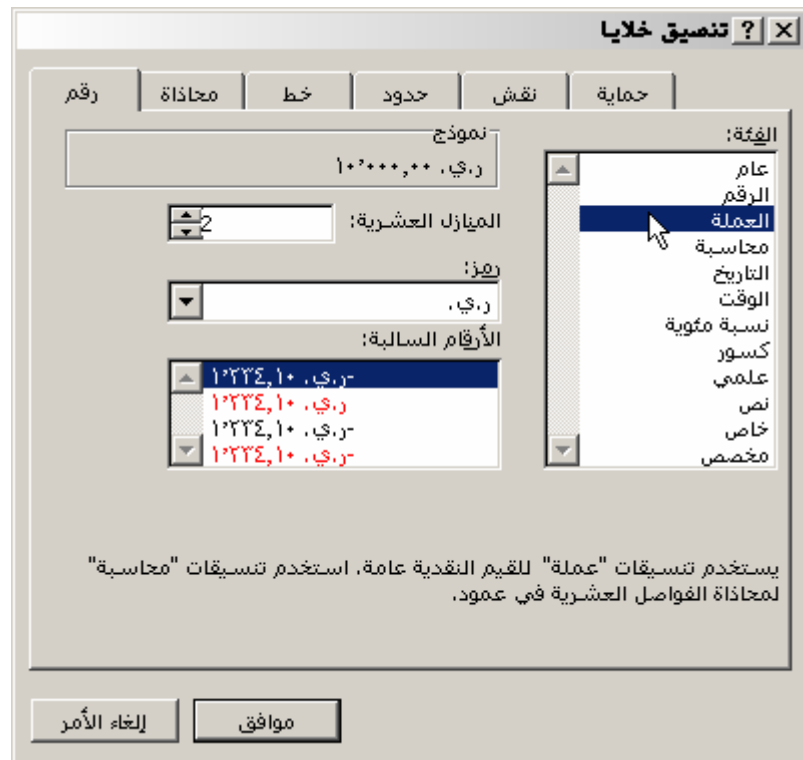 تنسيق خلايا
رقم
محاذاة
خط
حدود
نقش
حماية
الفئة:
عام
الرقم
العملة
محاسبة
التاريخ
الوقت
نسبة مئوية
كسور
علمي
نص
خاص
مخصص
نموذج
ر.ي. ١٠٬٠٠٠,٠٠
المنازل العشرية:
2
رمز:
ر.ي.
الأرقام السالبة:
-ر.ي. ١٬٢٣٤,١٠
ر.ي. ١٬٢٣٤,١٠
-ر.ي. ١٬٢٣٤,١٠
-ر.ي. ١٬٢٣٤,١٠
يستخدم تنسيقات "عملة" للقيم النقدية عامة. استخدم تنسيقات "محاسبة"
لمحاذاة الفواصل العشرية في عمود.
موافق
إلغاء الأمر